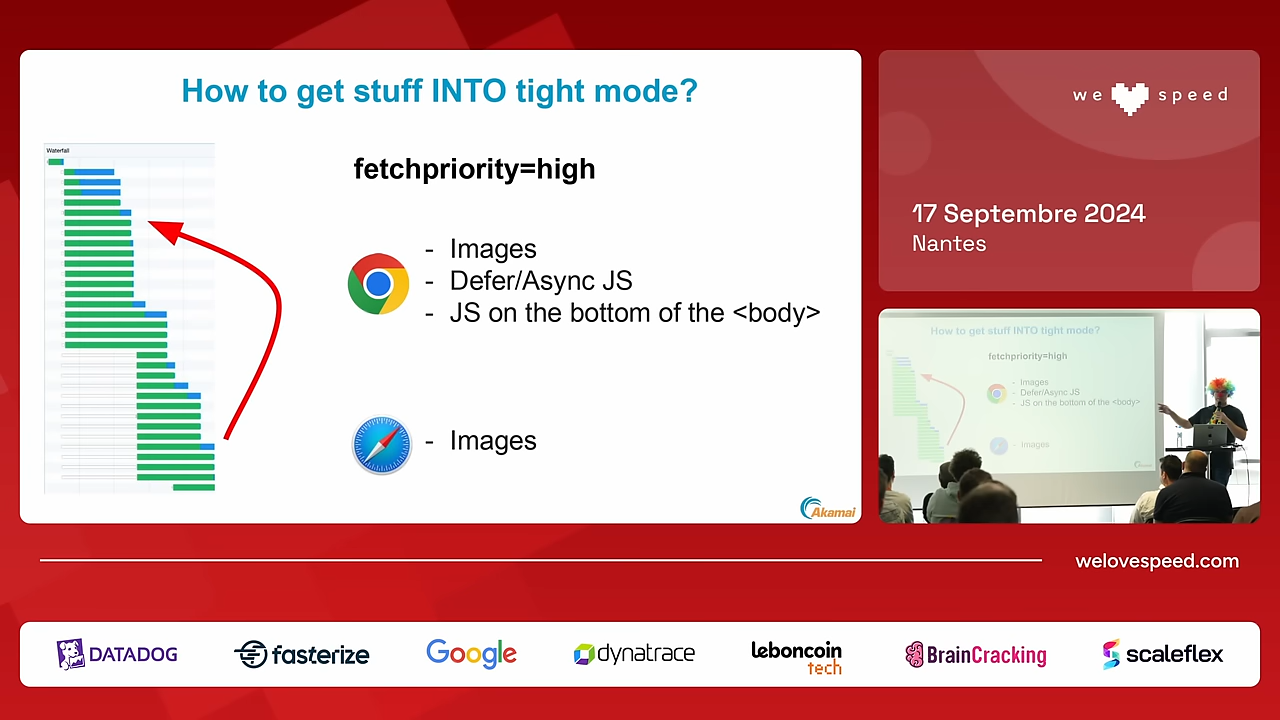 How to get stuff INTO tight mode?
Waterfall
fetchpriority=high
- Images
- Defer/Async JS
- JS on the bottom of the <body>
- Images
Akamai
we speed
17 Septembre 2024
Nantes
How to get stuff INTO tight mode?
fetchpriority=high
- Images
- Defer/Async JS
- JS on the bottom of the <body>
- Images
Akamai
welovespeed.com
DATADOG
fasterize
Google
dynatrace
leboncoin
tech
BrainCracking
scaleflex